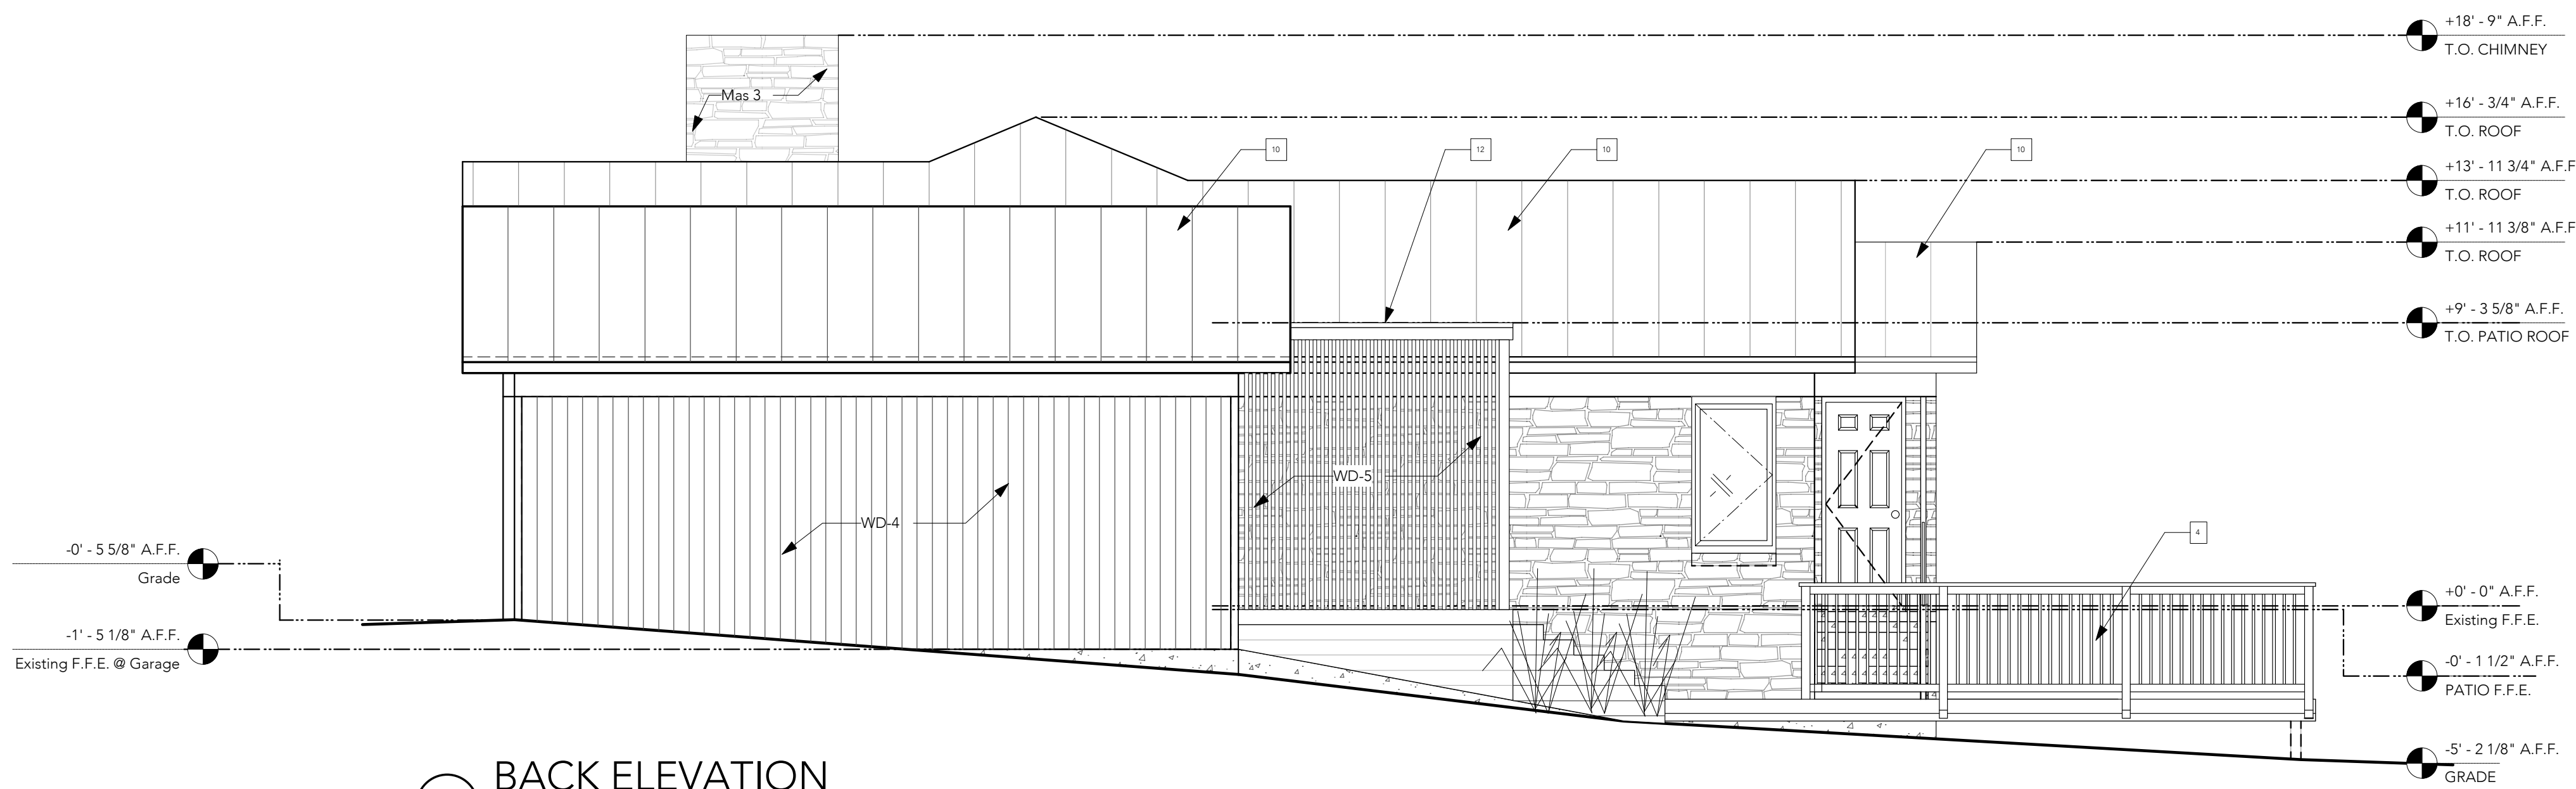 +18' - 9" A.F.F.
T.O. CHIMNEY
Mas 3
+16' - 3/4" A.F.F.
T.O. ROOF
10
12
10
10
+13' - 11 3/4" A.F.F
T.O. ROOF
+11' - 11 3/8" A.F.F
T.O. ROOF
+9' - 3 5/8" A.F.F.
T.O. PATIO ROOF
WD-5
WD-4
4
-0' - 5 5/8" A.F.F.
Grade
+0' - 0" A.F.F.
Existing F.F.E.
-1' - 5 1/8" A.F.F.
Existing F.F.E. @ Garage
-0' - 1 1/2" A.F.F.
PATIO F.F.E.
-5' - 2 1/8" A.F.F.
GRADE
BACK ELEVATION